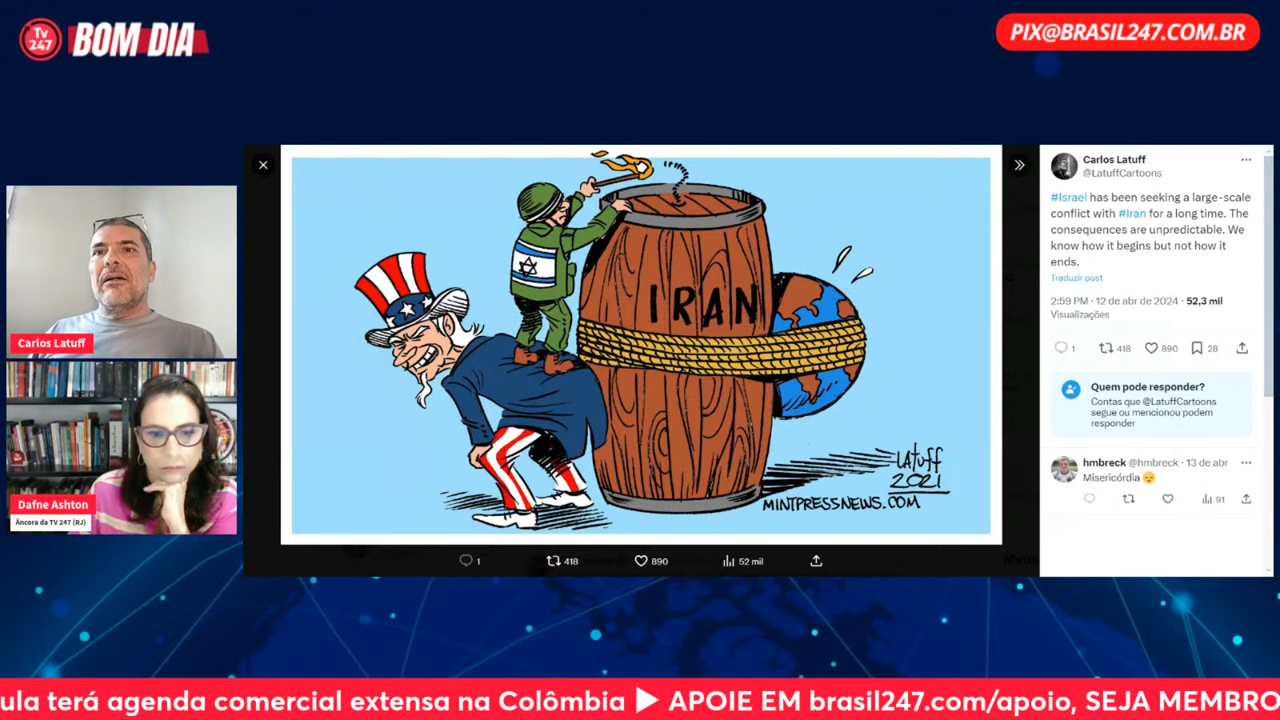 Tv
247
BOM DIA
PIX@BRASIL247.COM.BR
Carlos Latuff
Dafne Ashton
Âncora da TV 247 (RJ)
IRAN
LATUFF
2021
MINTPRESSNEWS.COM
1
418
890
52 mil
Carlos Latuff
@LatuffCartoons
#Israel has been seeking a large-scale
conflict with #Iran for a long time. The
consequences are unpredictable. We
know how it begins but not how it
ends.
Traduzir post
2:59 PM · 12 de abr de 2024 · 52,3 mil
Visualizações
1 418 890 28
Quem pode responder?
Contas que @LatuffCartoons
segue ou mencionou podem
responder
hmbreck @hmbreck · 13 de abr
Misericórdia
91
ula terá agenda comercial extensa na Colômbia ▶ APOIE EM brasil247.com/apoio, SEJA MEMBRO